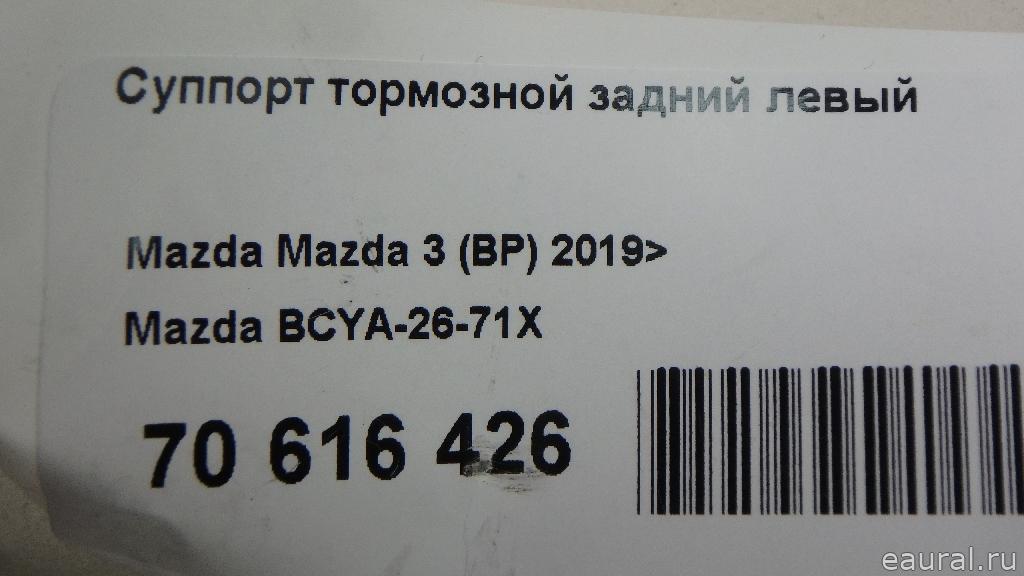 Суппорт тормозной задний левый
Mazda Mazda 3 (BP) 2019>
Mazda BCYA-26-71X
70 616 426
eaural.ru